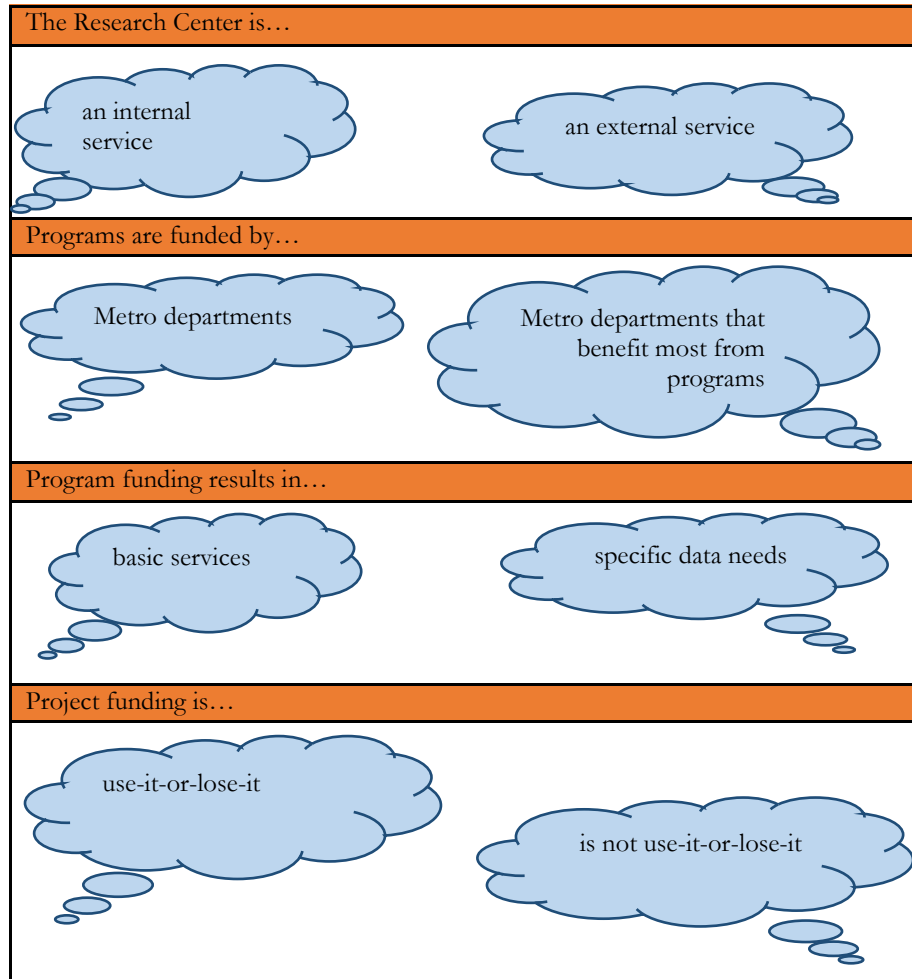 The Research Center is…
an internal
service
an external service
Programs are funded by…
Metro departments
Metro departments that
benefit most from
programs
Program funding results in…
basic services
specific data needs
Project funding is…
use-it-or-lose-it
is not use-it-or-lose-it